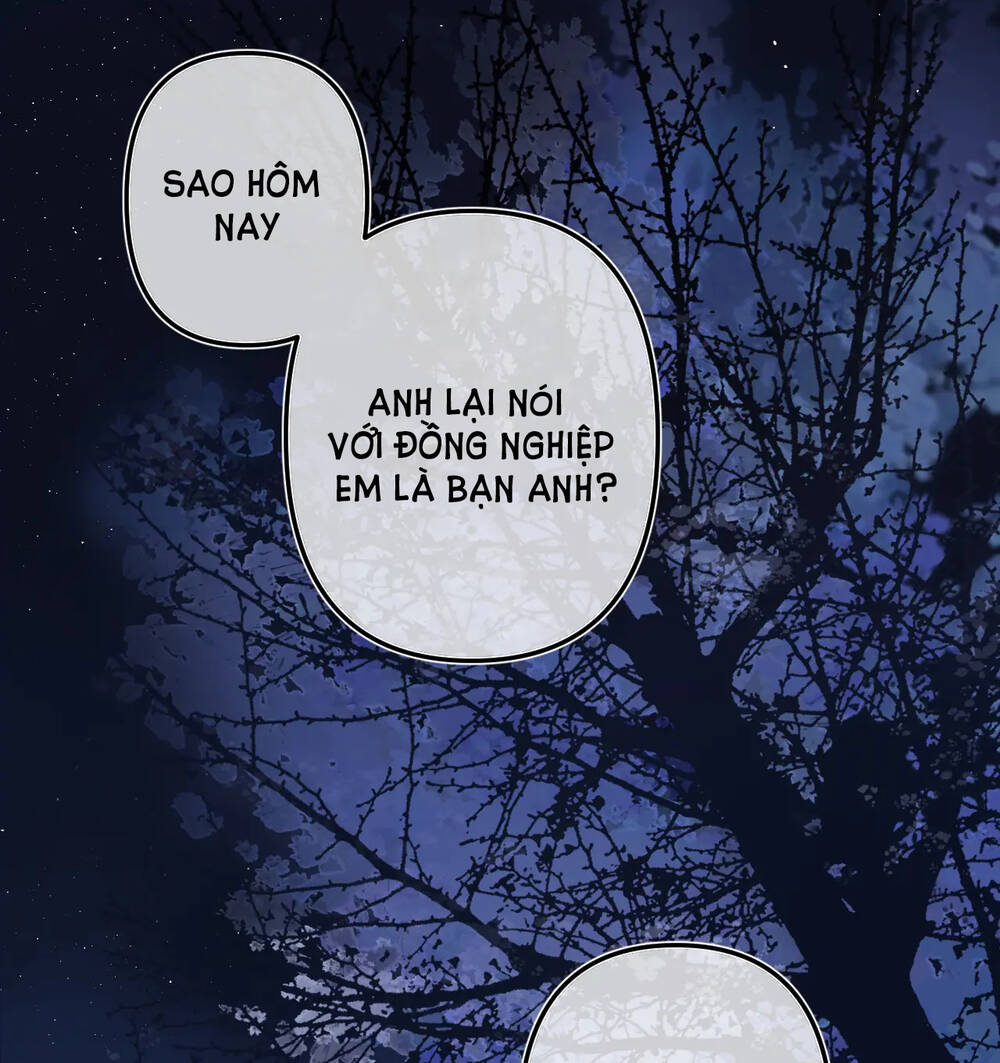 SAO HÔM
NAY
ANH LẠI NÓI
VỚI ĐỒNG NGHIỆP
EM LÀ BẠN ANH?